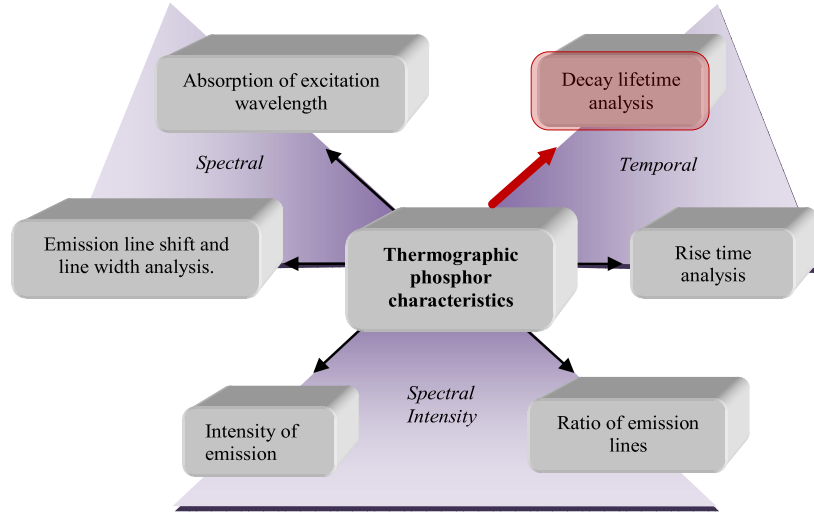 Absorption of excitation
wavelength
Decay lifetime
analysis
Spectral
Temporal
Emission line shift and
line width analysis.
Thermographic
phosphor
characteristics
Rise time
analysis
Spectral
Intensity
Intensity of
emission
Ratio of emission
lines